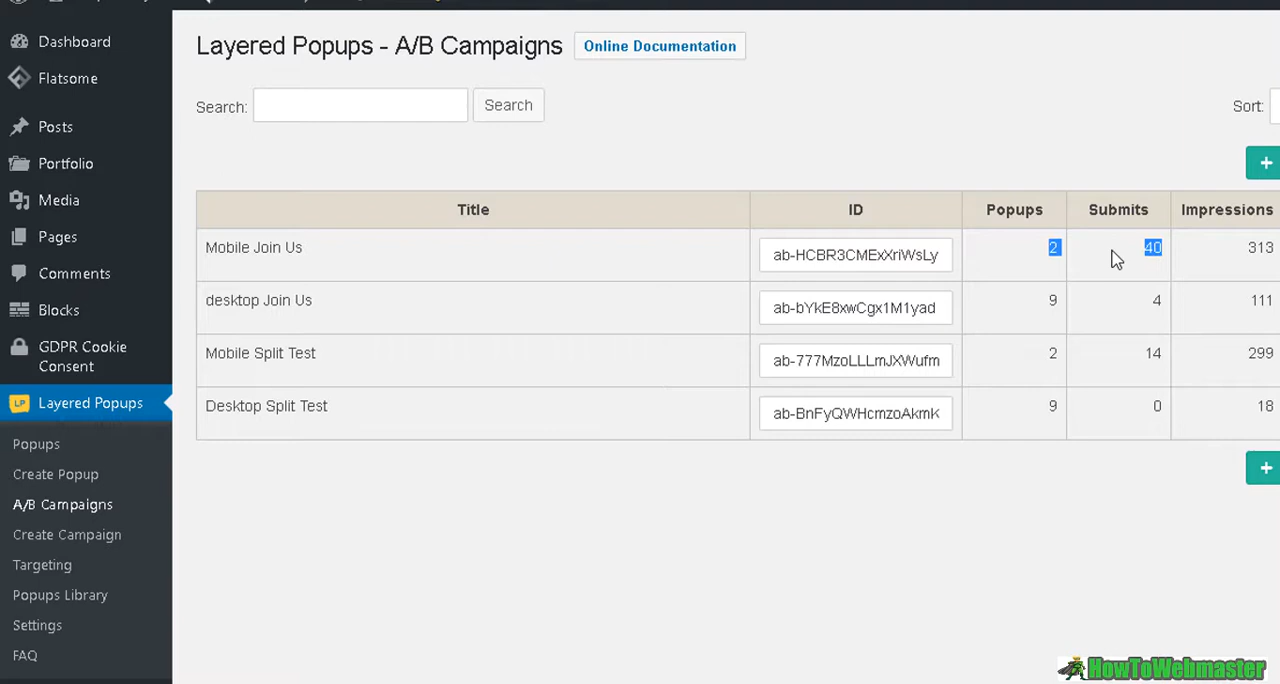 Dashboard
Flatsome
Posts
Portfolio
Media
Pages
Comments
Blocks
GDPR Cookie
Consent
LP Layered Popups
Popups
Create Popup
A/B Campaigns
Create Campaign
Targeting
Popups Library
Settings
FAQ
Layered Popups - A/B Campaigns Online Documentation
Search: Search
Sort:
+
Title ID Popups Submits Impressions
Mobile Join Us ab-HCBR3CMExXriWsLy 2 40 313
desktop Join Us ab-bYkE8xwCgx1M1yad 9 4 111
Mobile Split Test ab-777MzoLLLmJXWufm 2 14 299
Desktop Split Test ab-BnFyQWHcmzoAkmK 9 0 18
+
HowToWebmaster